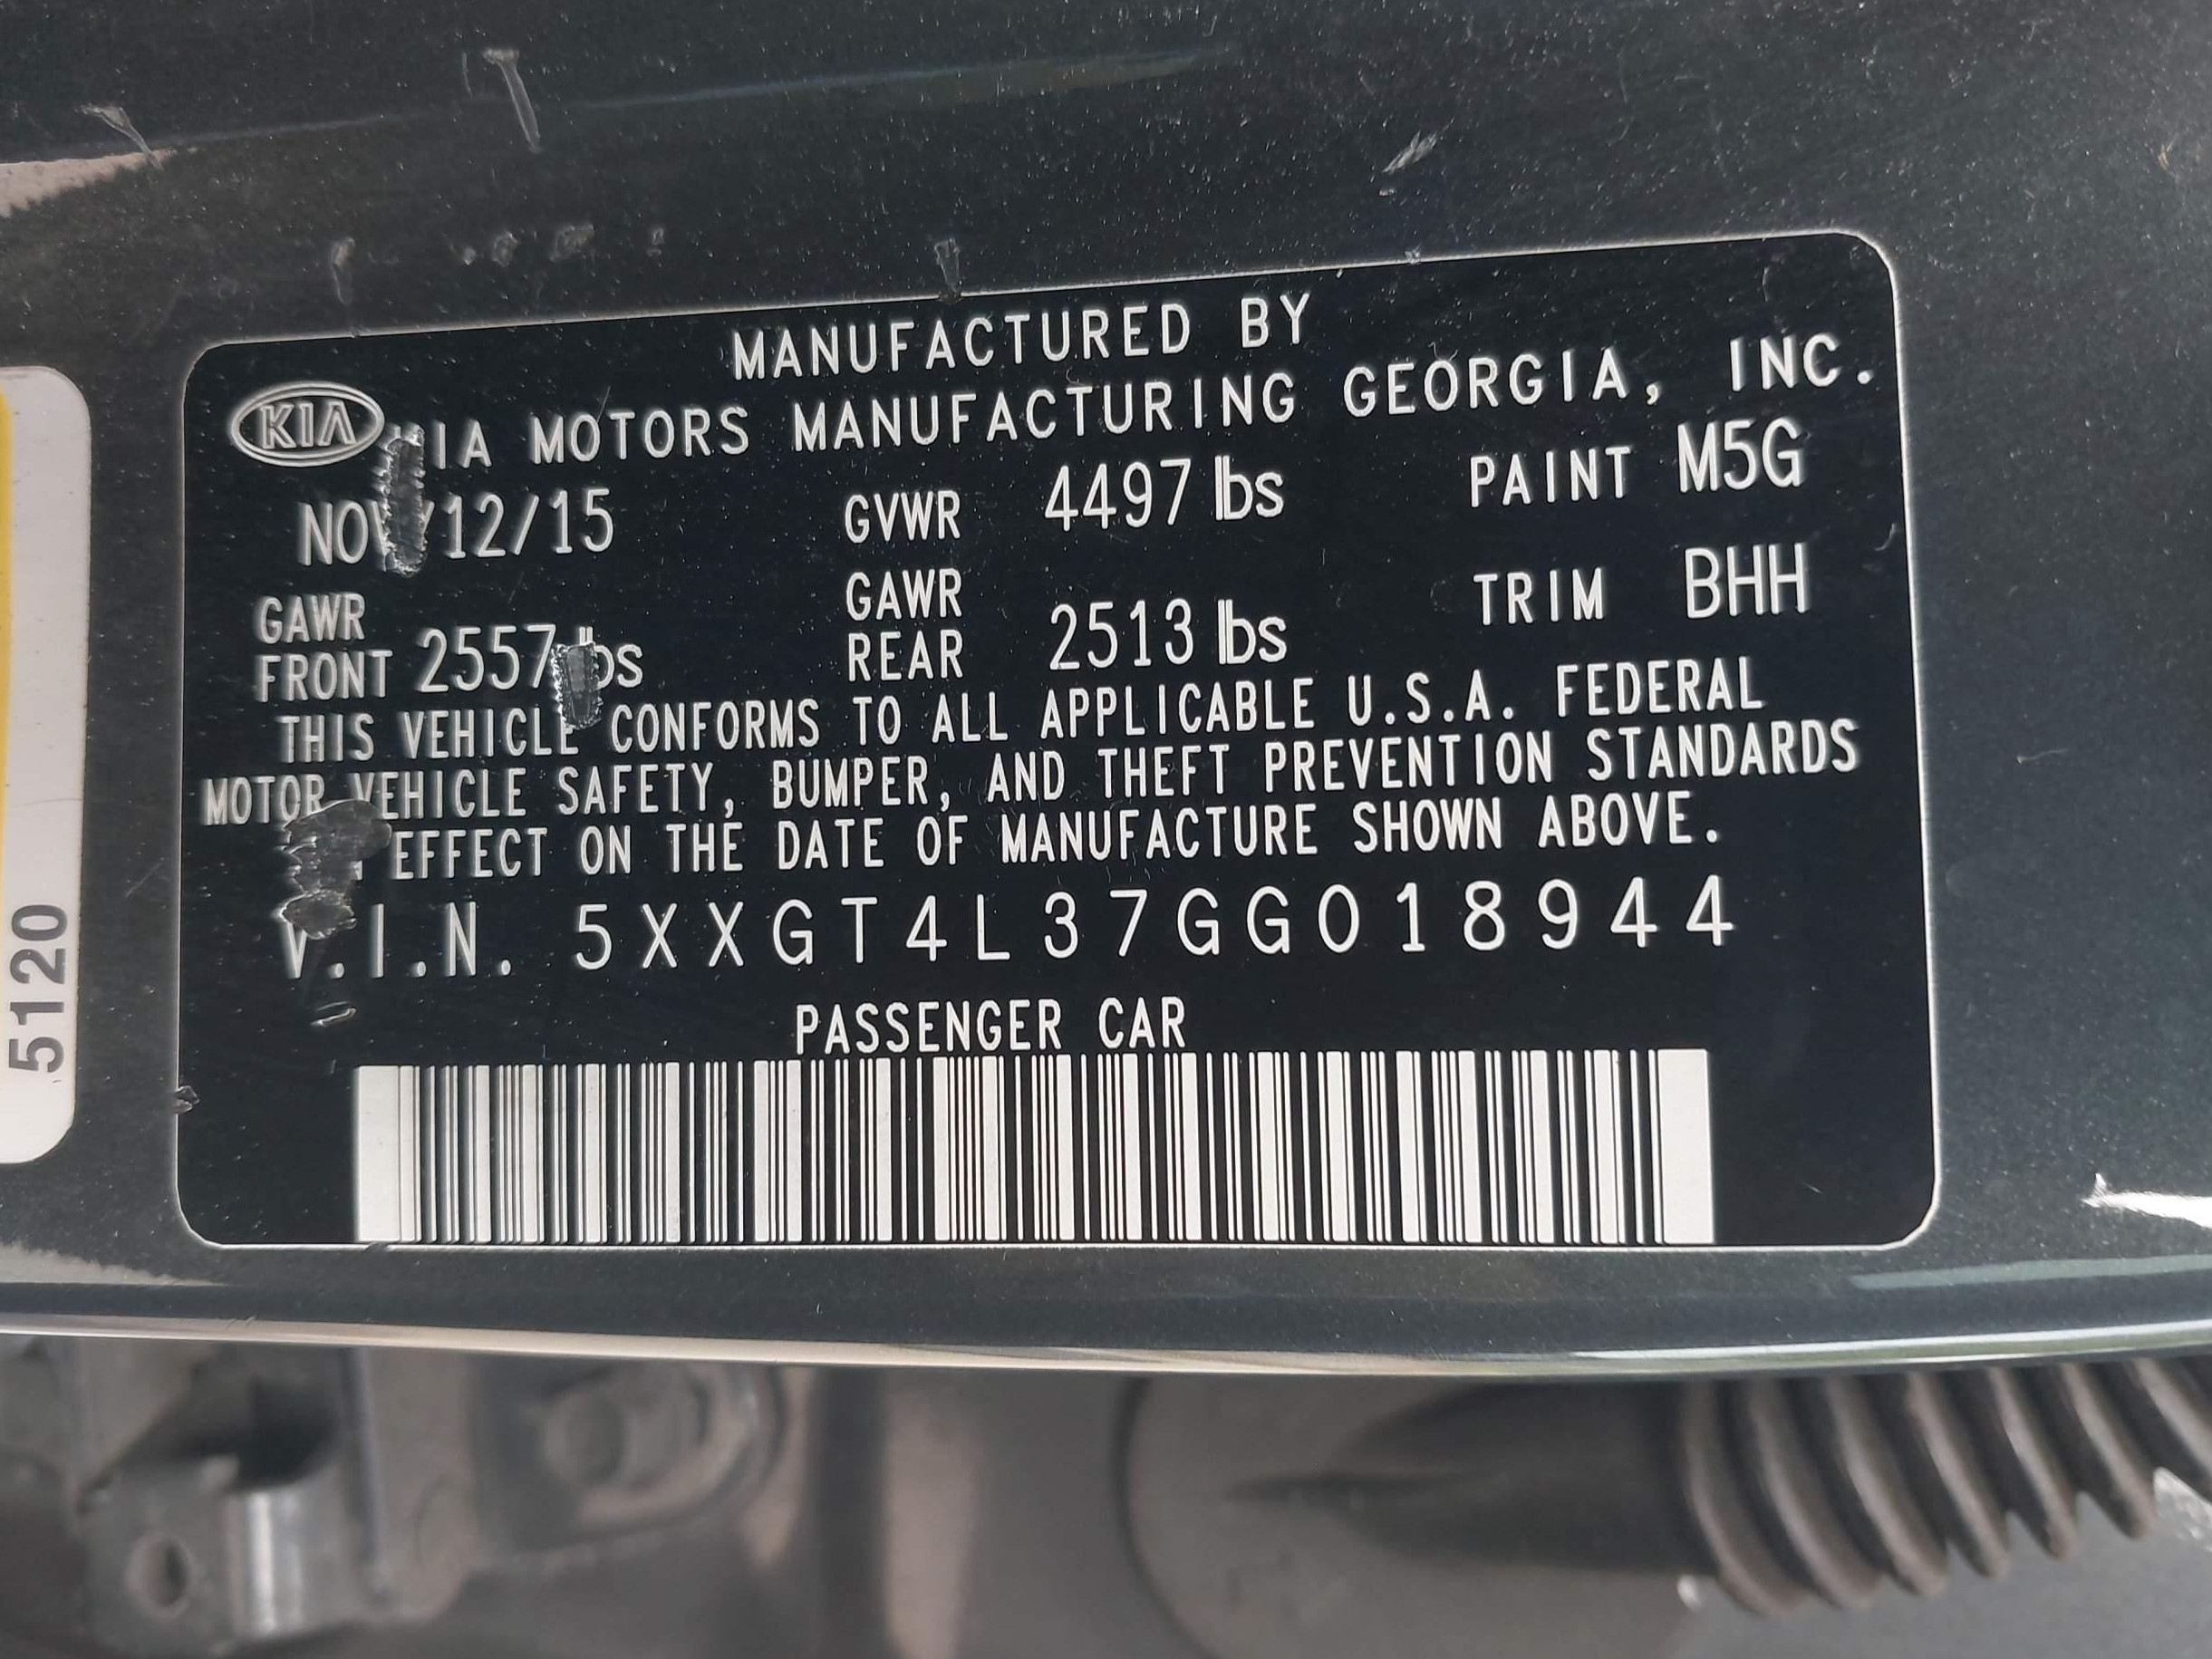 MANUFACTURED BY
KIA IA MOTORS MANUFACTURING GEORGIA, INC.
NOV/12/15 GVWR 4497 lbs PAINT M5G
GAWR FRONT 2557 lbs GAWR REAR 2513 lbs TRIM BHH
THIS VEHICLE CONFORMS TO ALL APPLICABLE U.S.A. FEDERAL
MOTOR VEHICLE SAFETY, BUMPER, AND THEFT PREVENTION STANDARDS
EFFECT ON THE DATE OF MANUFACTURE SHOWN ABOVE.
V.I.N. 5XXGT4L37GG018944
PASSENGER CAR
5120